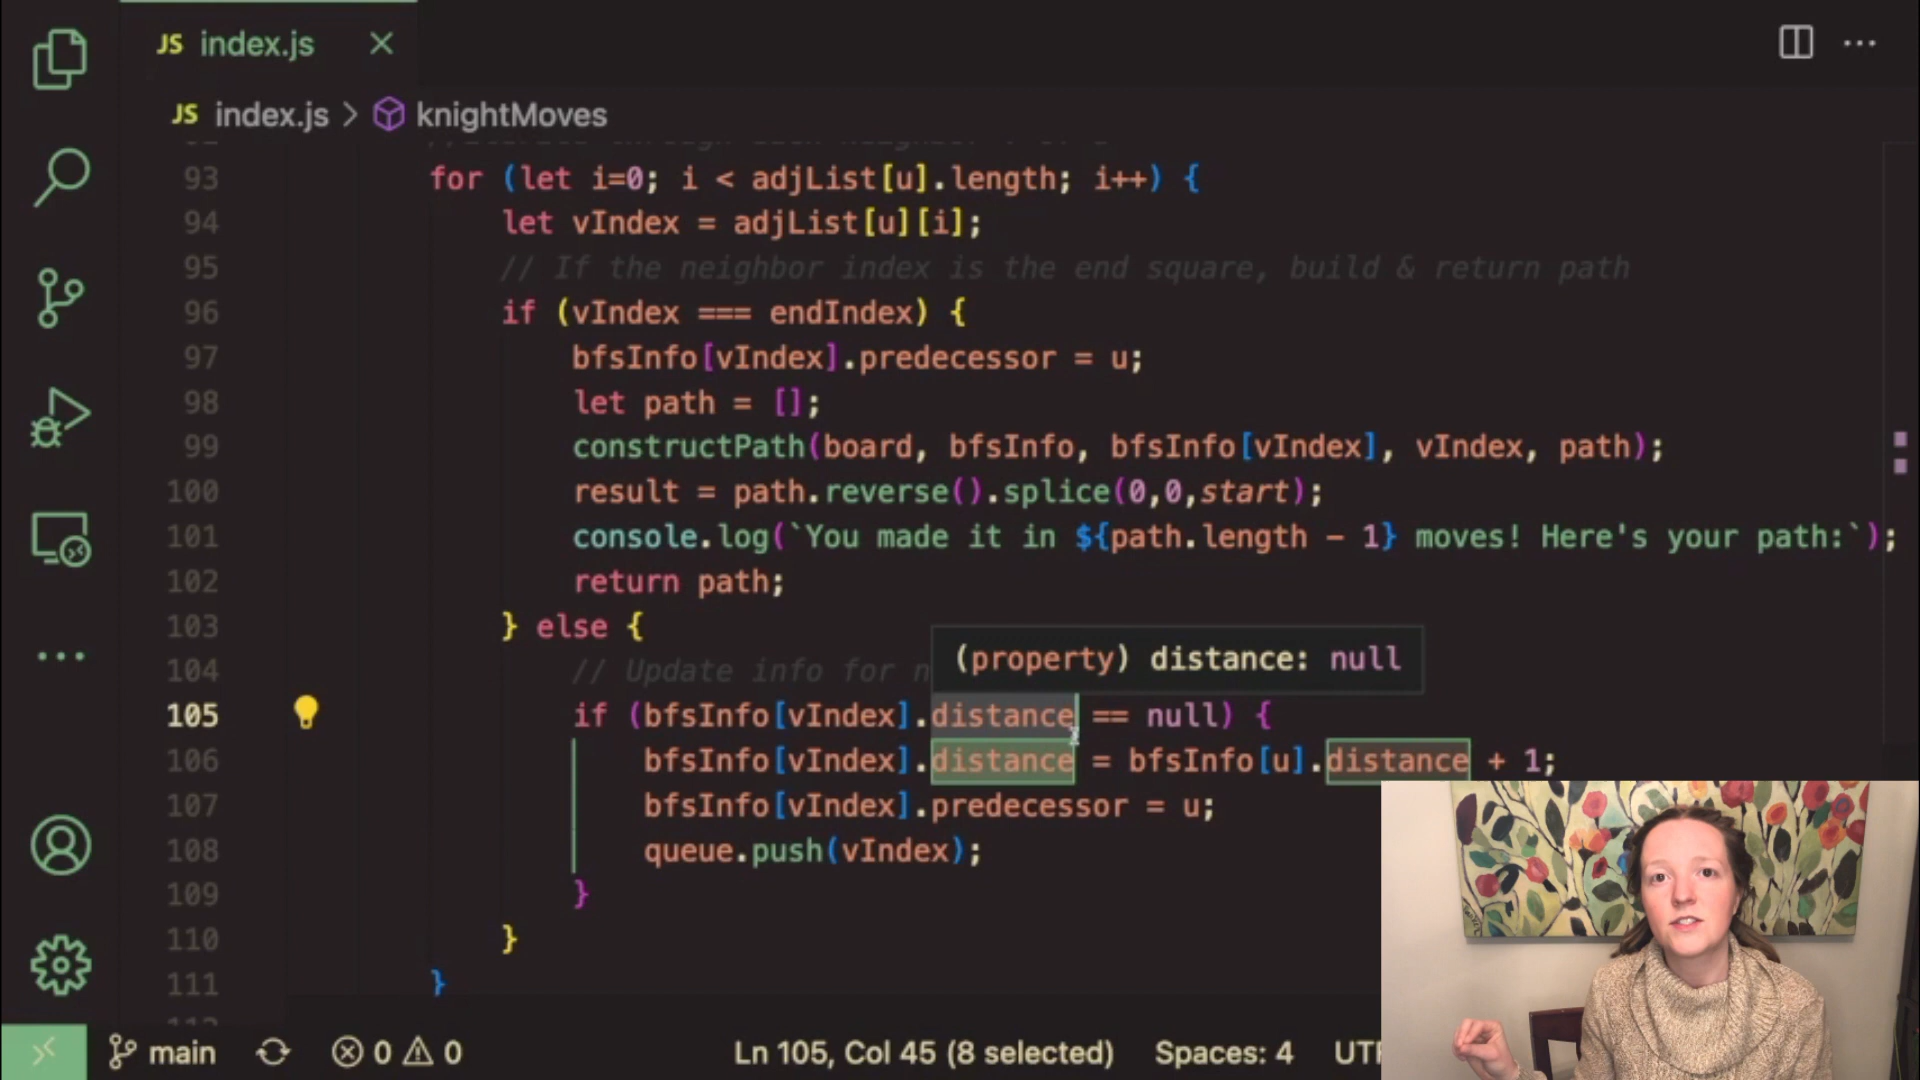 JS index.js
JS index.js > knightMoves
93 for (let i=0; i < adjList[u].length; i++) {
94 let vIndex = adjList[u][i];
95 // If the neighbor index is the end square, build & return path
96 if (vIndex === endIndex) {
97 bfsInfo[vIndex].predecessor = u;
98 let path = [];
99 constructPath(board, bfsInfo, bfsInfo[vIndex], vIndex, path);
100 result = path.reverse().splice(0,0,start);
101 console.log(`You made it in ${path.length - 1} moves! Here's your path:`);
102 return path;
103 } else {
(property) distance: null
104 // Update info for n
105 if (bfsInfo[vIndex].distance == null) {
106 bfsInfo[vIndex].distance = bfsInfo[u].distance + 1;
107 bfsInfo[vIndex].predecessor = u;
108 queue.push(vIndex);
109 }
110 }
111 }
main 0 0 Ln 105, Col 45 (8 selected) Spaces: 4 UTF